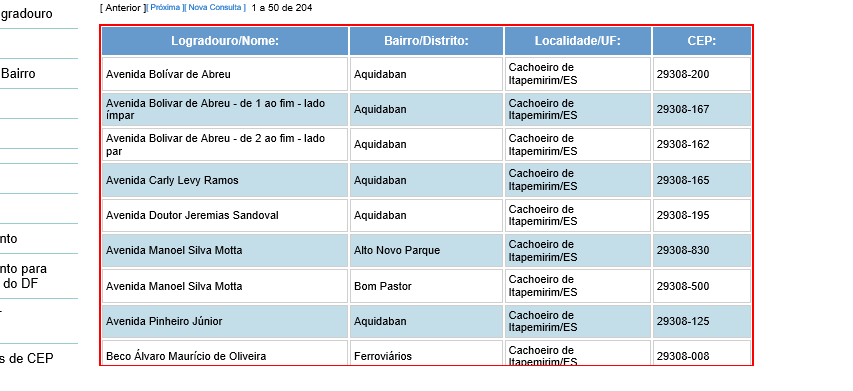 [ Anterior ][ Próxima ][ Nova Consulta ] 1 a 50 de 204
gradouro
Bairro
nto
nto para
do DF
s de CEP
Logradouro/Nome: Bairro/Distrito: Localidade/UF: CEP:
Avenida Bolívar de Abreu Aquidaban Cachoeiro de
Itapemirim/ES 29308-200
Avenida Bolivar de Abreu - de 1 ao fim - lado
ímpar Aquidaban Cachoeiro de
Itapemirim/ES 29308-167
Avenida Bolivar de Abreu - de 2 ao fim - lado
par Aquidaban Cachoeiro de
Itapemirim/ES 29308-162
Avenida Carly Levy Ramos Aquidaban Cachoeiro de
Itapemirim/ES 29308-165
Avenida Doutor Jeremias Sandoval Aquidaban Cachoeiro de
Itapemirim/ES 29308-195
Avenida Manoel Silva Motta Alto Novo Parque Cachoeiro de
Itapemirim/ES 29308-830
Avenida Manoel Silva Motta Bom Pastor Cachoeiro de
Itapemirim/ES 29308-500
Avenida Pinheiro Júnior Aquidaban Cachoeiro de
Itapemirim/ES 29308-125
Beco Álvaro Maurício de Oliveira Ferroviários Cachoeiro de
Itapemirim/ES 29308-008